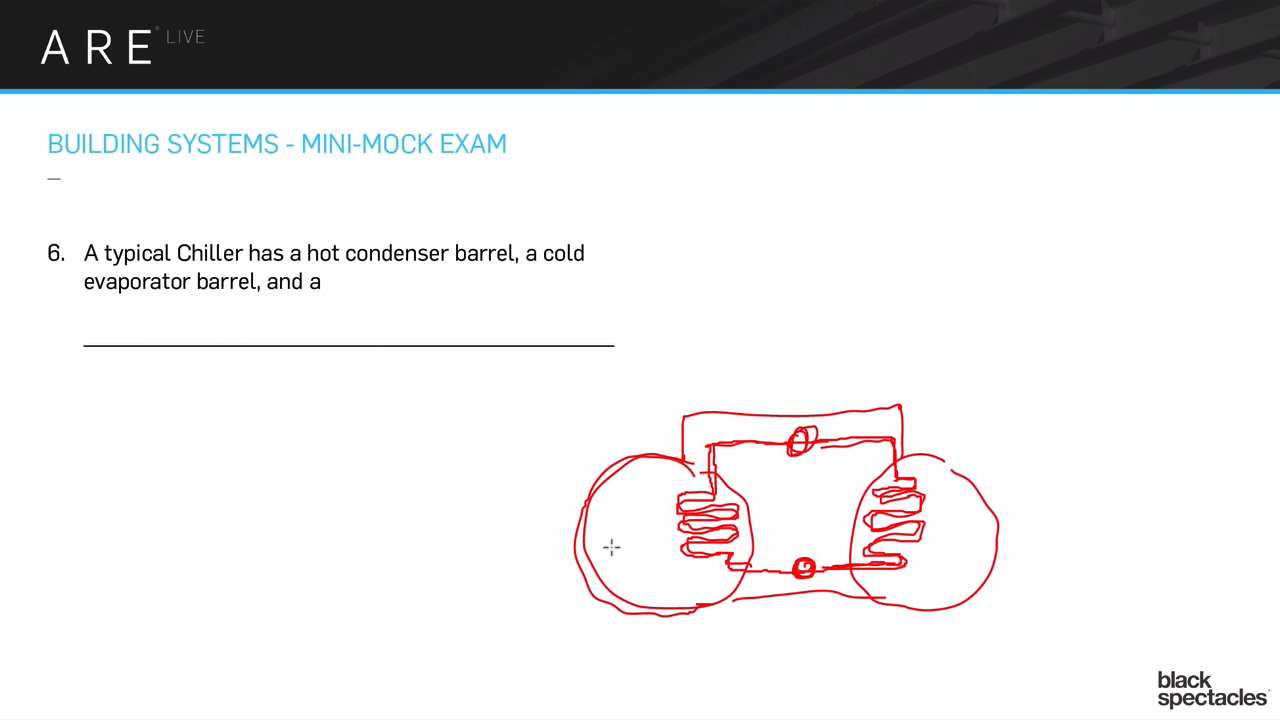 ARE® LIVE
BUILDING SYSTEMS - MINI-MOCK EXAM
6. A typical Chiller has a hot condenser barrel, a cold
evaporator barrel, and a
black
spectacles